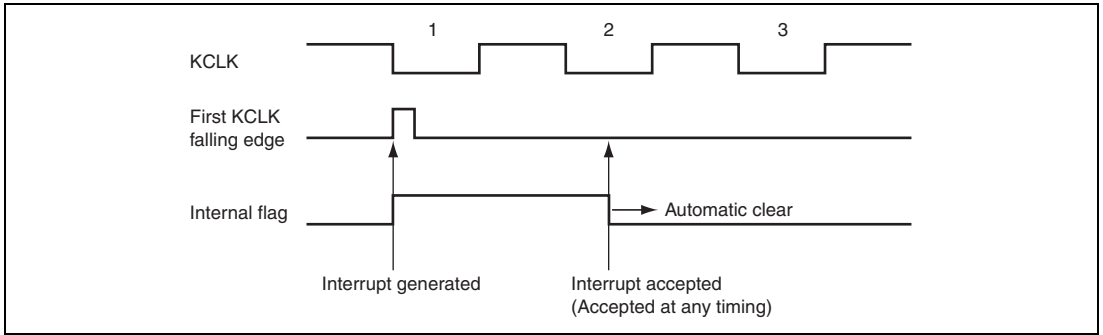 1 2 3
KCLK
First KCLK
falling edge
Internal flag
Automatic clear
Interrupt generated
Interrupt accepted
(Accepted at any timing)